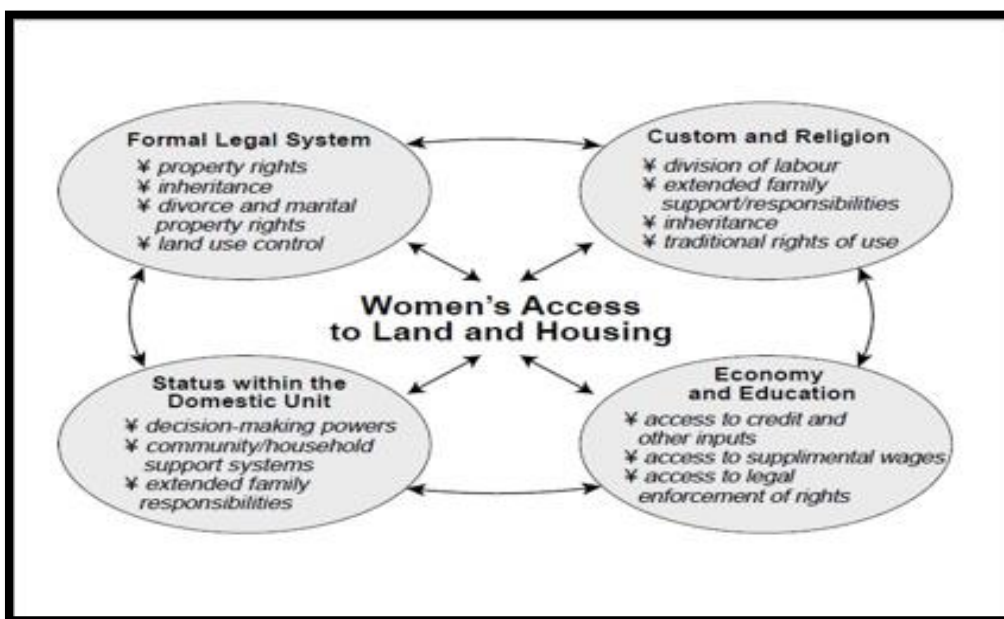 Formal Legal System
¥ property rights
¥ inheritance
¥ divorce and marital
property rights
¥ land use control
Custom and Religion
¥ division of labour
¥ extended family
support/responsibilities
¥ inheritance
¥ traditional rights of use
Women's Access
to Land and Housing
Status within the
Domestic Unit
¥ decision-making powers
¥ community/household
support systems
¥ extended family
responsibilities
Economy
and Education
¥ access to credit and
other inputs
¥ access to supplimental wages
¥ access to legal
enforcement of rights